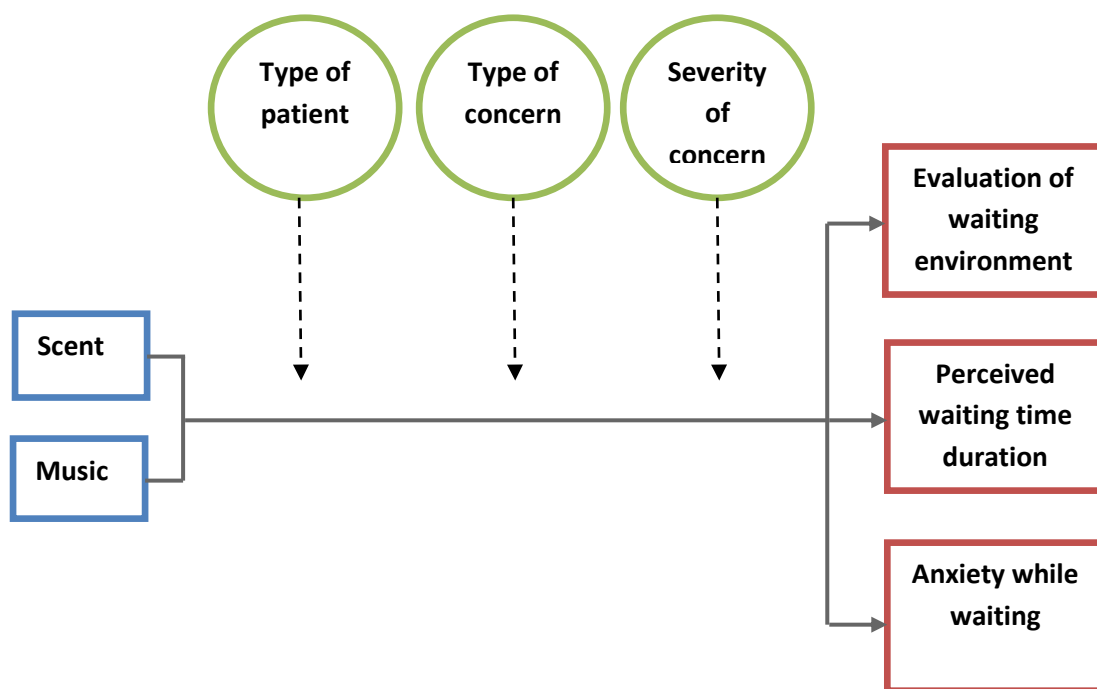 Type of
patient
Type of
concern
Severity
of
concern
Evaluation of
waiting
environment
Scent
Music
Perceived
waiting time
duration
Anxiety while
waiting